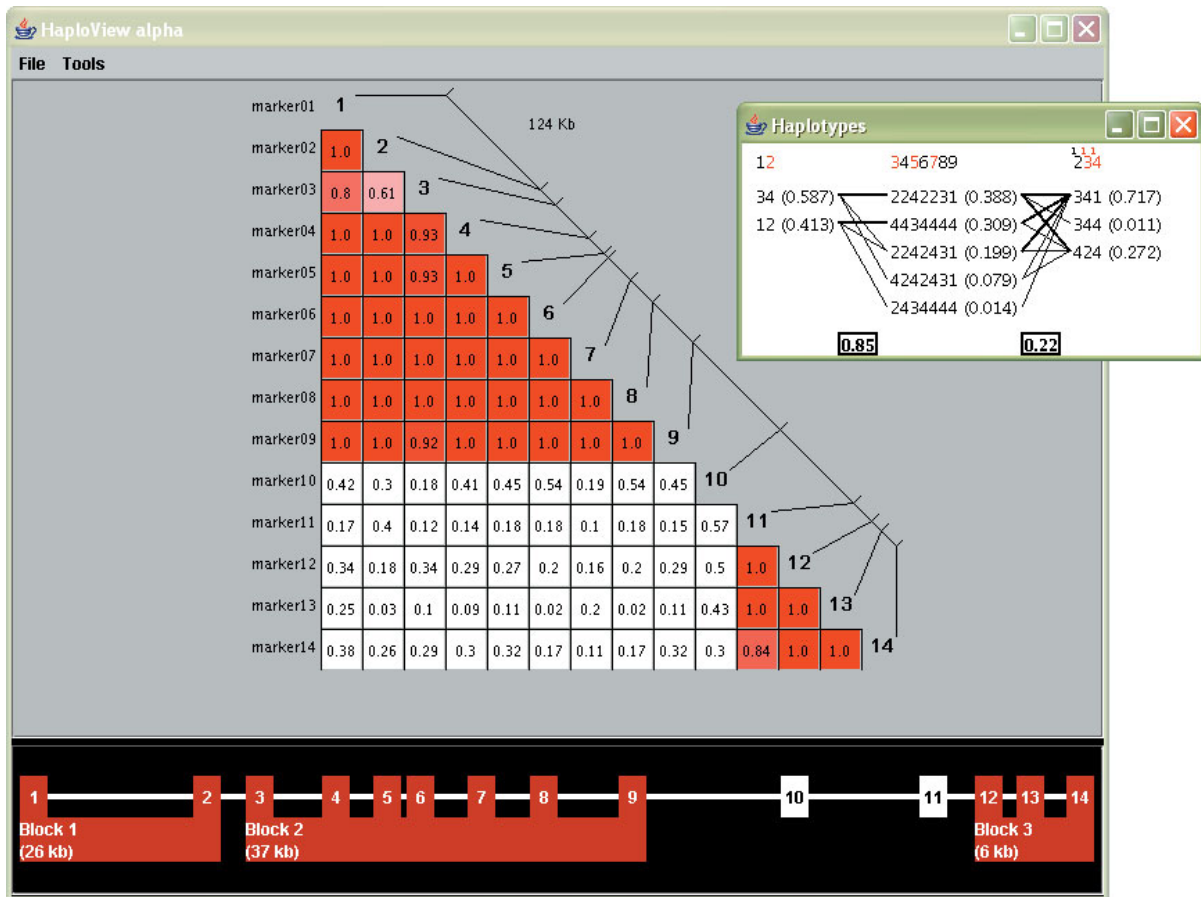 HaploView alpha
File Tools
marker01 1
124 Kb
marker02 1.0 2
marker03 0.8 0.61 3
marker04 1.0 1.0 0.93 4
marker05 1.0 1.0 0.93 1.0 5
marker06 1.0 1.0 1.0 1.0 1.0 6
marker07 1.0 1.0 1.0 1.0 1.0 1.0 7
marker08 1.0 1.0 1.0 1.0 1.0 1.0 1.0 8
marker09 1.0 1.0 0.92 1.0 1.0 1.0 1.0 1.0 9
marker10 0.42 0.3 0.18 0.41 0.45 0.54 0.19 0.54 0.45 10
marker11 0.17 0.4 0.12 0.14 0.18 0.18 0.1 0.18 0.15 0.57 11
marker12 0.34 0.18 0.34 0.29 0.27 0.2 0.16 0.2 0.29 0.5 1.0 12
marker13 0.25 0.03 0.1 0.09 0.11 0.02 0.2 0.02 0.11 0.43 1.0 1.0 13
marker14 0.38 0.26 0.29 0.3 0.32 0.17 0.11 0.17 0.32 0.3 0.84 1.0 1.0 14
Haplotypes
111
12 3456789 234
34 (0.587) 2242231 (0.388) 341 (0.717)
12 (0.413) 4434444 (0.309) 344 (0.011)
2242431 (0.199) 424 (0.272)
4242431 (0.079)
2434444 (0.014)
0.85 0.22
1 2 3 4 5 6 7 8 9 10 11 12 13 14
Block 1 Block 2 Block 3
(26 kb) (37 kb) (6 kb)